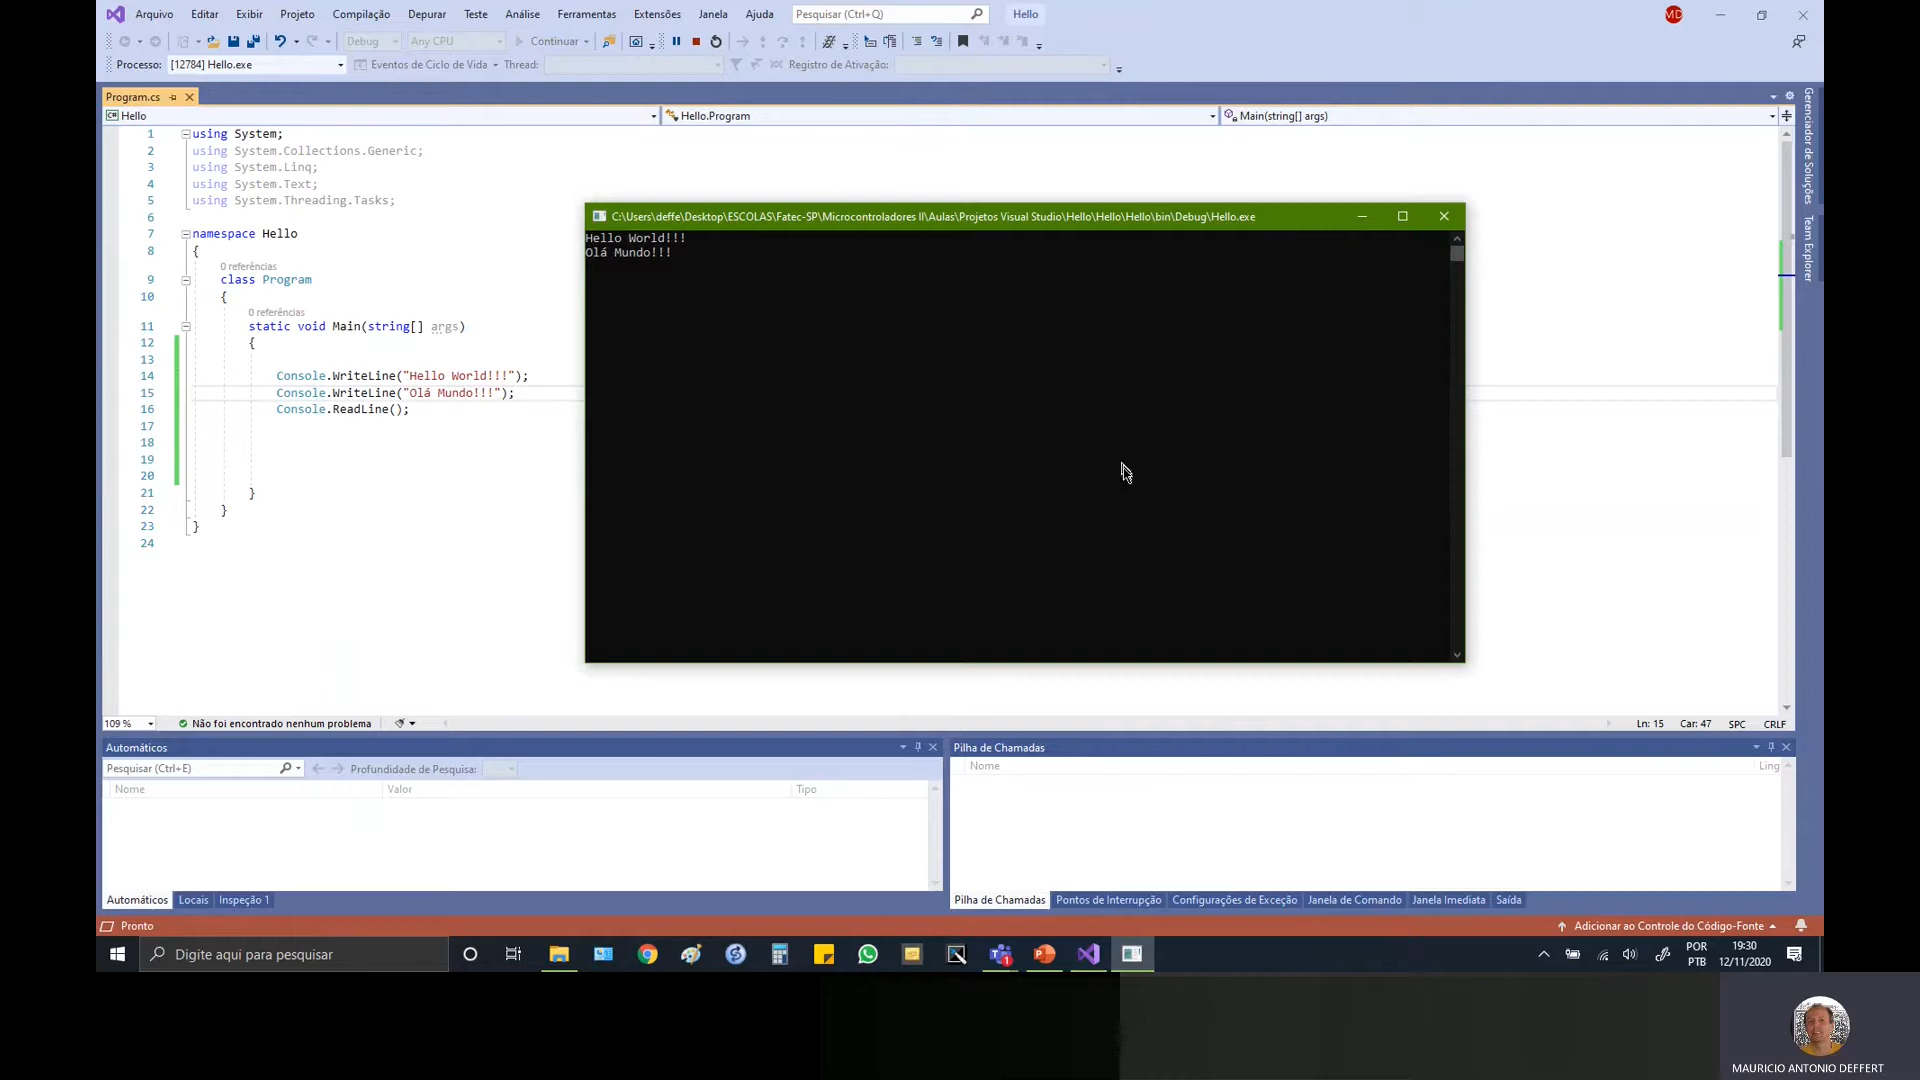 Arquivo Editar Exibir Projeto Compilação Depurar Teste Análise Ferramentas Extensões Janela Ajuda Pesquisar (Ctrl+Q) Hello MD
Debug Any CPU Continuar
Processo: [12784] Hello.exe Eventos de Ciclo de Vida Thread: Registro de Ativação:
Program.cs
Hello Hello.Program Main(string[] args)
Gerenciador de Soluções
Team Explorer
1 using System;
2 using System.Collections.Generic;
3 using System.Linq;
4 using System.Text;
5 using System.Threading.Tasks;
6
7 namespace Hello
8 {
0 referências
9 class Program
10 {
0 referências
11 static void Main(string[] args)
12 {
13
14 Console.WriteLine("Hello World!!!");
15 Console.WriteLine("Olá Mundo!!!");
16 Console.ReadLine();
17
18
19
20
21 }
22 }
23 }
24
C:\Users\deffe\Desktop\ESCOLAS\Fatec-SP\Microcontroladores II\Aulas\Projetos Visual Studio\Hello\Hello\Hello\bin\Debug\Hello.exe
Hello World!!!
Olá Mundo!!!
109 % Não foi encontrado nenhum problema Ln: 15 Car: 47 SPC CRLF
Automáticos
Pesquisar (Ctrl+E) Profundidade de Pesquisa:
Nome Valor Tipo
Automáticos Locais Inspeção 1
Pilha de Chamadas
Nome Ling
Pilha de Chamadas Pontos de Interrupção Configurações de Exceção Janela de Comando Janela Imediata Saída
Pronto Adicionar ao Controle do Código-Fonte
Digite aqui para pesquisar
1
POR
PTB
19:30
12/11/2020
MAURICIO ANTONIO DEFFERT